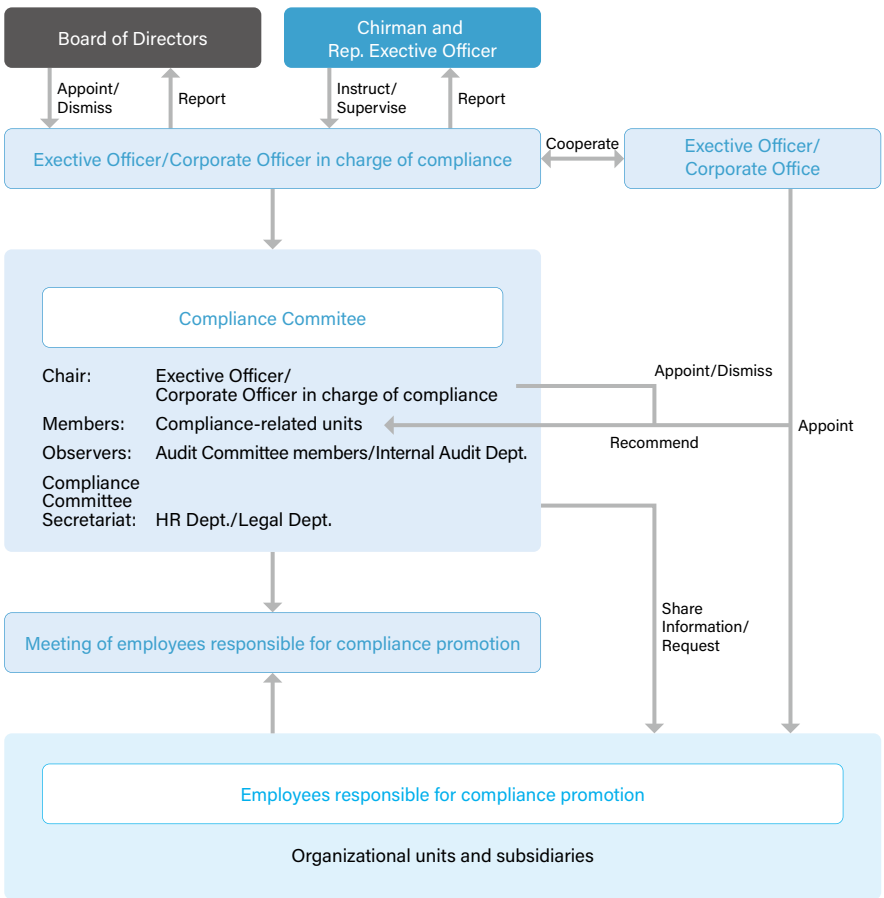 Board of Directors
Chirman and
Rep. Executive Officer
Appoint/
Dismiss
Report
Instruct/
Supervise
Report
Exective Officer/Corporate Officer in charge of compliance
Cooperate
Exective Officer/
Corporate Office
Compliance Commitee
Chair: Exective Officer/
Corporate Officer in charge of compliance
Members: Compliance-related units
Observers: Audit Committee members/Internal Audit Dept.
Compliance
Committee
Secretariat: HR Dept./Legal Dept.
Appoint/Dismiss
Recommend
Appoint
Share
Information/
Request
Meeting of employees responsible for compliance promotion
Employees responsible for compliance promotion
Organizational units and subsidiaries